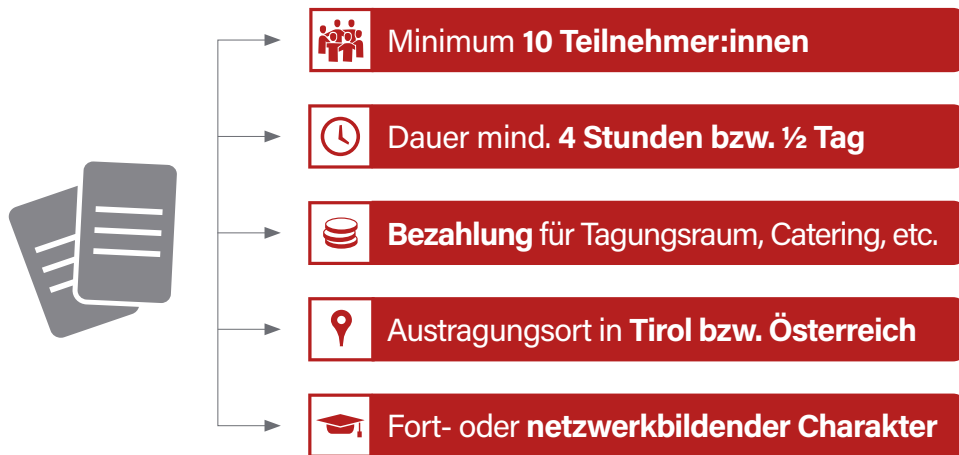 Minimum 10 Teilnehmer:innen
Dauer mind. 4 Stunden bzw. ½ Tag
Bezahlung für Tagungsraum, Catering, etc.
Austragungsort in Tirol bzw. Österreich
Fort- oder netzwerkbildender Charakter